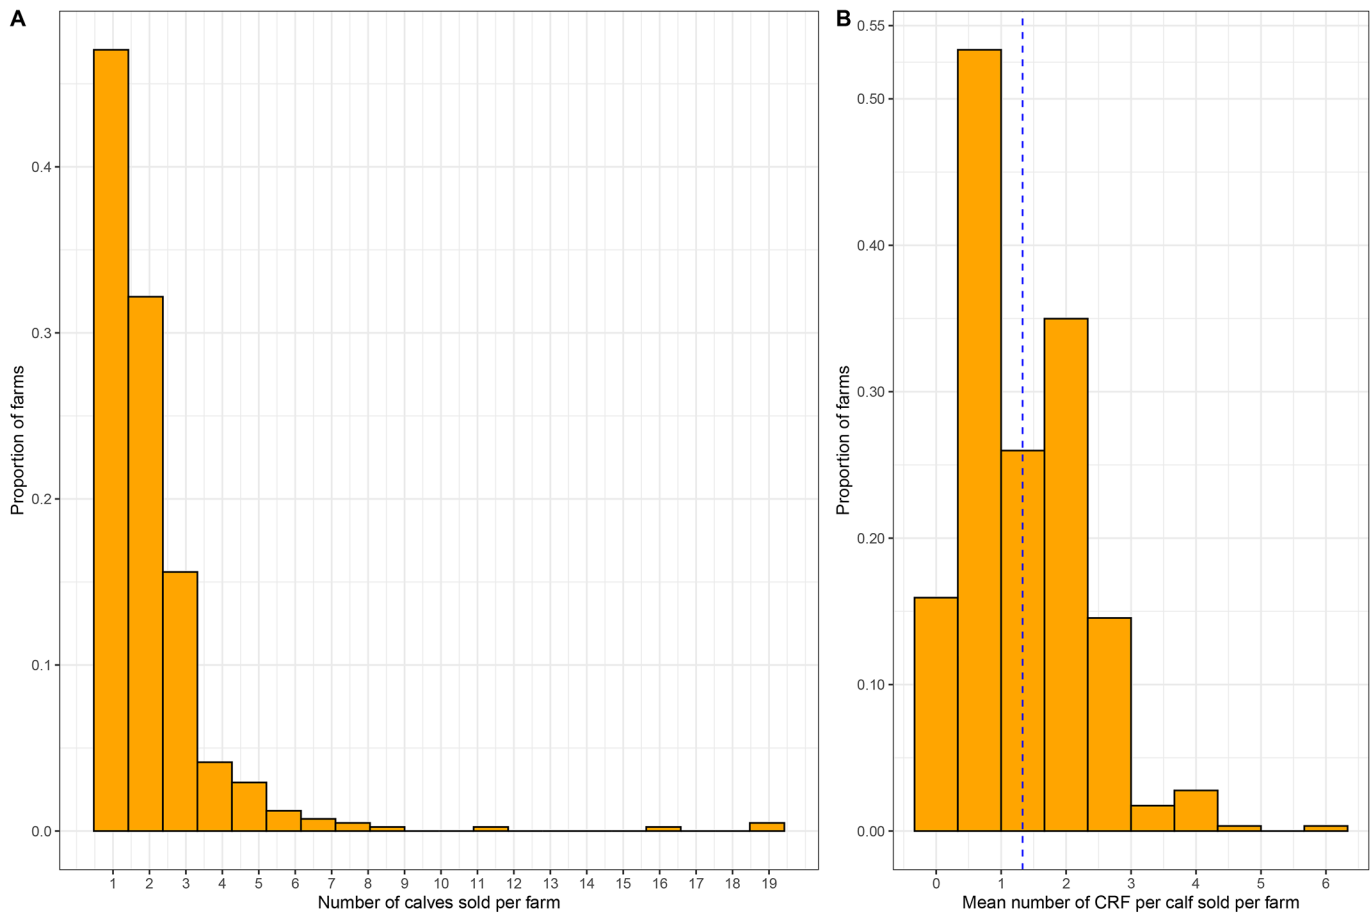 A
Proportion of farms
0.4
0.3
0.2
0.1
0.0
1 2 3 4 5 6 7 8 9 10 11 12 13 14 15 16 17 18 19
Number of calves sold per farm
B
Proportion of farms
0.55
0.50
0.40
0.30
0.20
0.10
0.00
0 1 2 3 4 5 6
Mean number of CRF per calf sold per farm